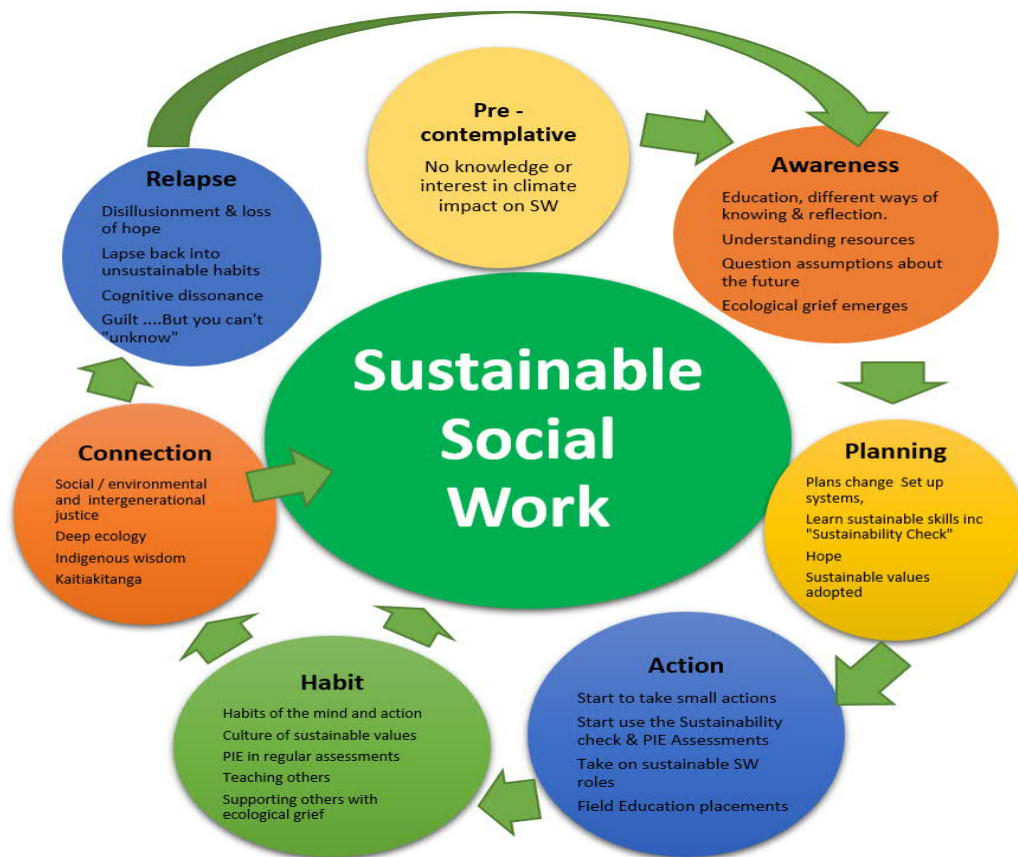 Pre -
contemplative
No knowledge or
interest in climate
impact on SW
Awareness
Education, different ways of
knowing & reflection.
Understanding resources
Question assumptions about
the future
Ecological grief emerges
Planning
Plans change  Set up
systems,
Learn sustainable skills inc
"Sustainability Check"
Hope
Sustainable values
adopted
Action
Start to take small actions
Start use the Sustainability
check & PIE Assessments
Take on sustainable SW
roles
Field Education placements
Habit
Habits of the mind and action
Culture of sustainable values
PIE in regular assessments
Teaching others
Supporting others with
ecological grief
Connection
Social / environmental
and  intergenerational
justice
Deep ecology
Indigenous wisdom
Kaitiakitanga
Relapse
Disillusionment & loss
of hope
Lapse back into
unsustainable habits
Cognitive dissonance
Guilt ....But you can't
"unknow"
Sustainable
Social
Work